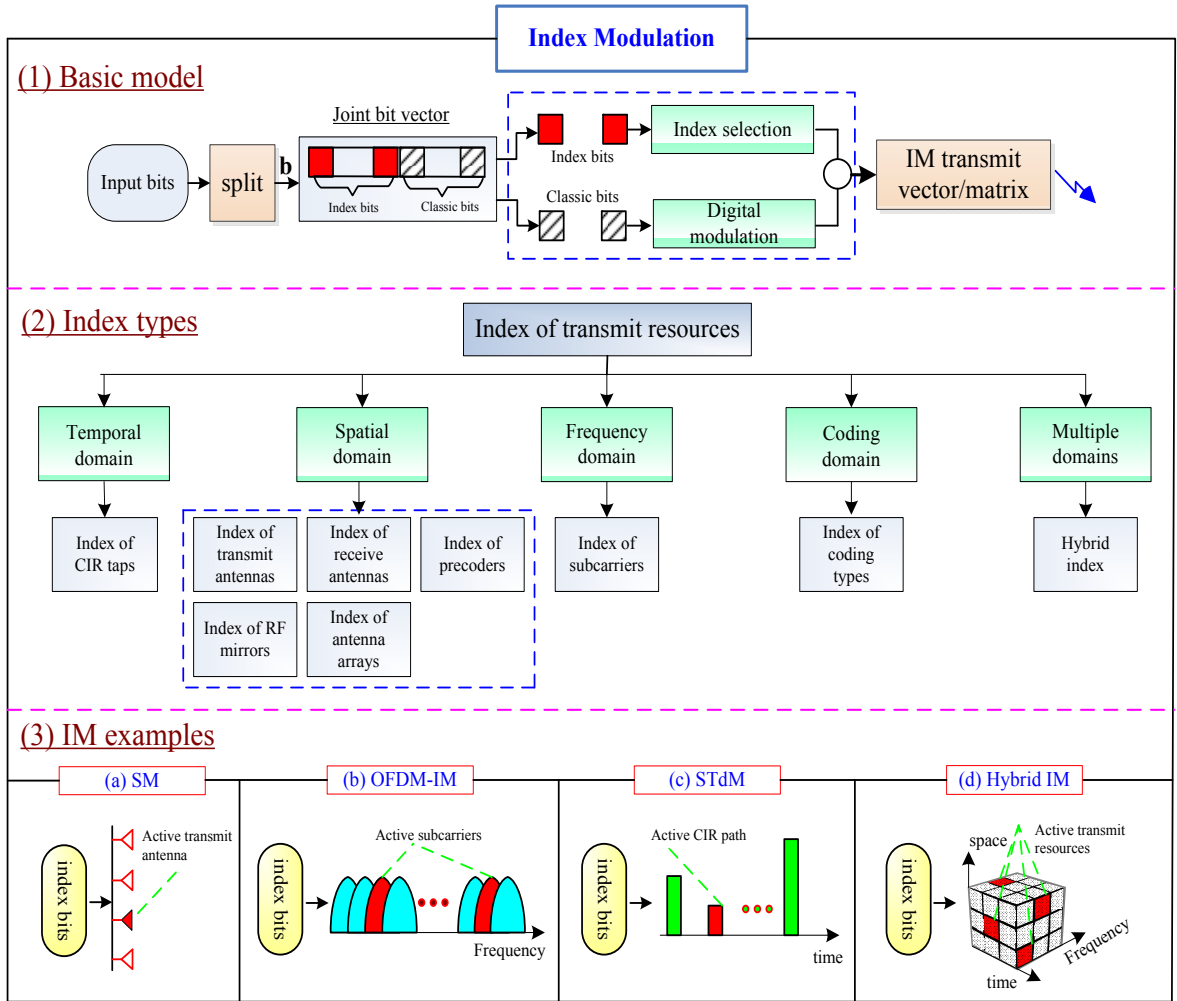 Index Modulation
(1) Basic model
Joint bit vector
Input bits
split
b
Index bits
Classic bits
Index bits
Classic bits
Index selection
Digital
modulation
IM transmit
vector/matrix
(2) Index types
Index of transmit resources
Temporal
domain
Spatial
domain
Frequency
domain
Coding
domain
Multiple
domains
Index of
CIR taps
Index of
transmit
antennas
Index of
receive
antennas
Index of
precoders
Index of RF
mirrors
Index of
antenna
arrays
Index of
subcarriers
Index of
coding
types
Hybrid
index
(3) IM examples
(a) SM
index bits
Active transmit
antenna
(b) OFDM-IM
index bits
Active subcarriers
Frequency
(c) STdM
index bits
Active CIR path
time
(d) Hybrid IM
index bits
space
Active transmit
resources
time
Frequency